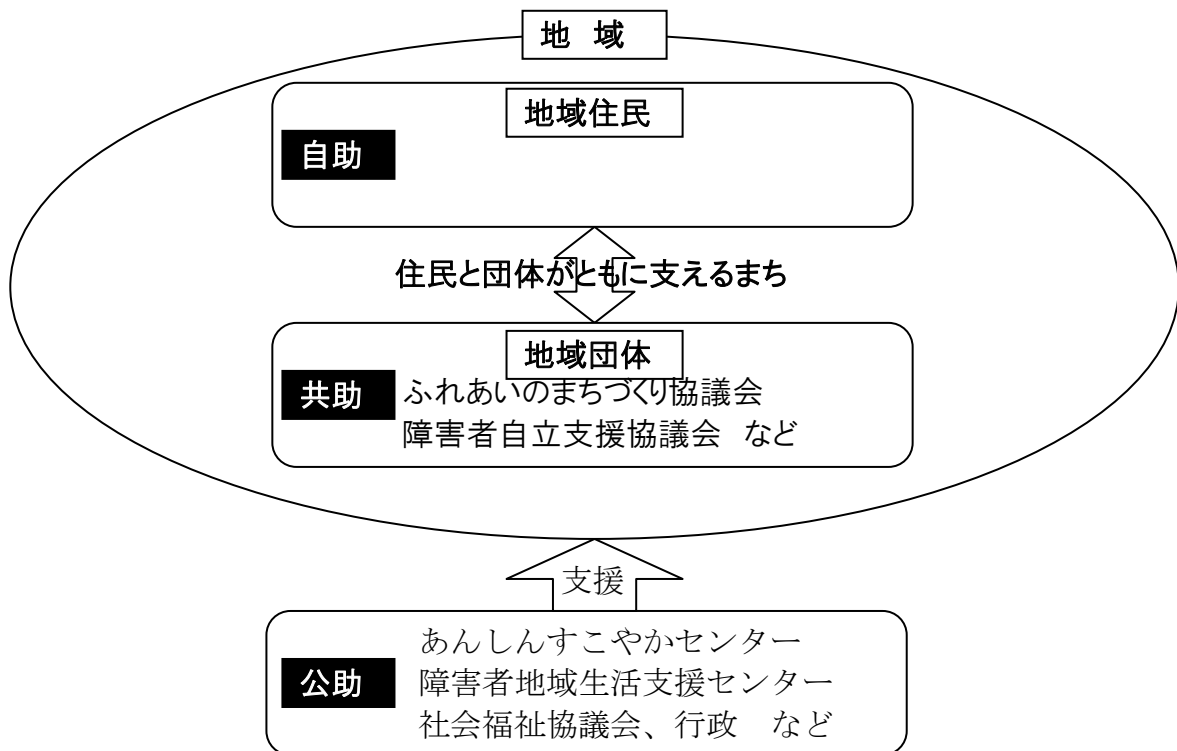 地 域
地域住民
自助
住民と団体がともに支えるまち
地域団体
共助
ふれあいのまちづくり協議会
障害者自立支援協議会 など
支援
公助
あんしんすこやかセンター
障害者地域生活支援センター
社会福祉協議会、行政 など